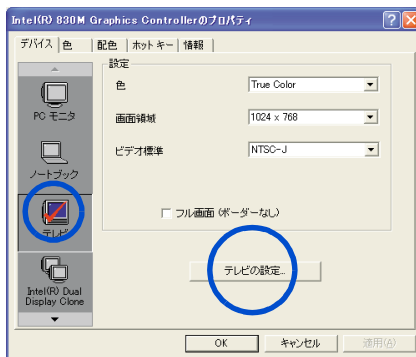 Intel(R) 830M Graphics Controllerのプロパティ
デバイス 色 配色 ホット キー 情報
PC モニタ
ノートブック
テレビ
Intel(R) Dual
Display Clone
設定
色 True Color
画面領域 1024 x 768
ビデオ標準 NTSC-J
フル画面 (ボーダーなし)
テレビの設定...
OK キャンセル 適用(A)